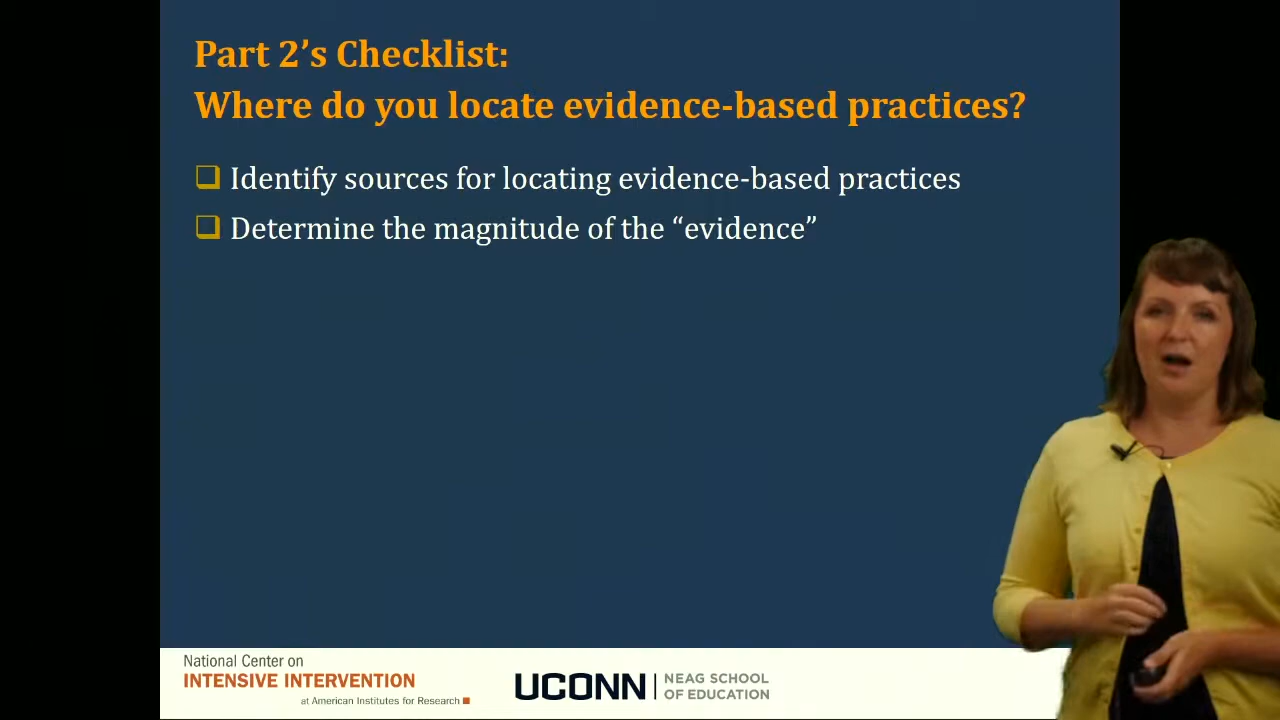 Part 2’s Checklist:
Where do you locate evidence-based practices?
❑ Identify sources for locating evidence-based practices
❑ Determine the magnitude of the “evidence”
National Center on
INTENSIVE INTERVENTION
at American Institutes for Research
UCONN
NEAG SCHOOL
OF EDUCATION